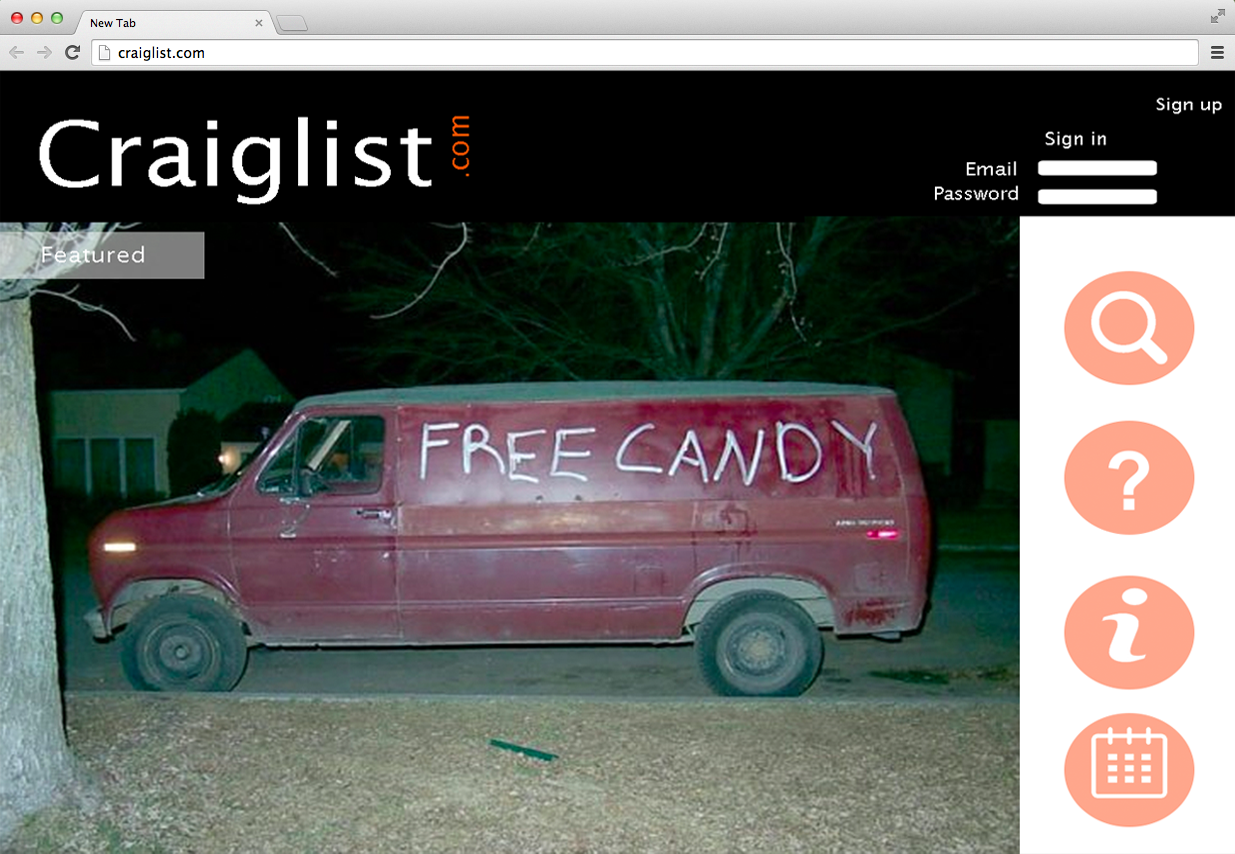 New Tab
craiglist.com
Craiglist .com
Sign up
Sign in
Email
Password
Featured
FREE CANDY
?
i